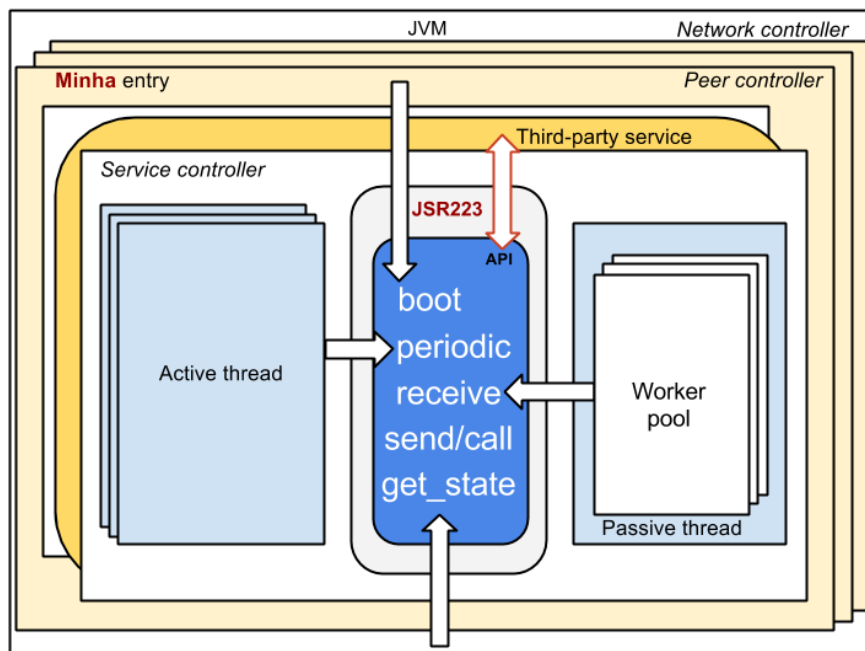 JVM
Network controller
Minha entry
Peer controller
Third-party service
Service controller
JSR223
API
boot
periodic
receive
send/call
get_state
Active thread
Worker
pool
Passive thread